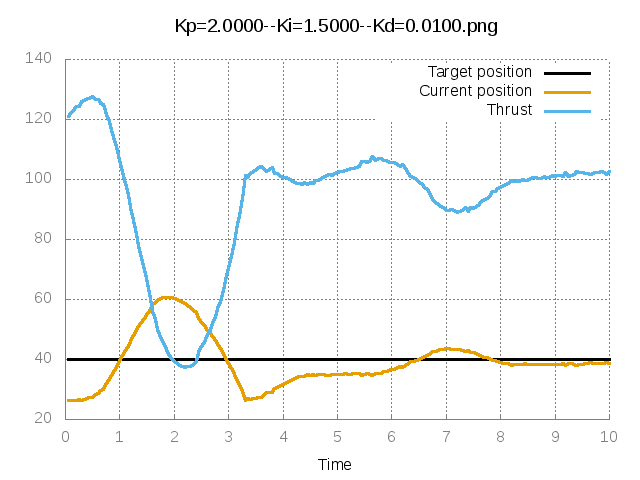 Kp=2.0000--Ki=1.5000--Kd=0.0100.png
140
120
100
80
60
40
20
Target position
Current position
Thrust
0 1 2 3 4 5 6 7 8 9 10
Time